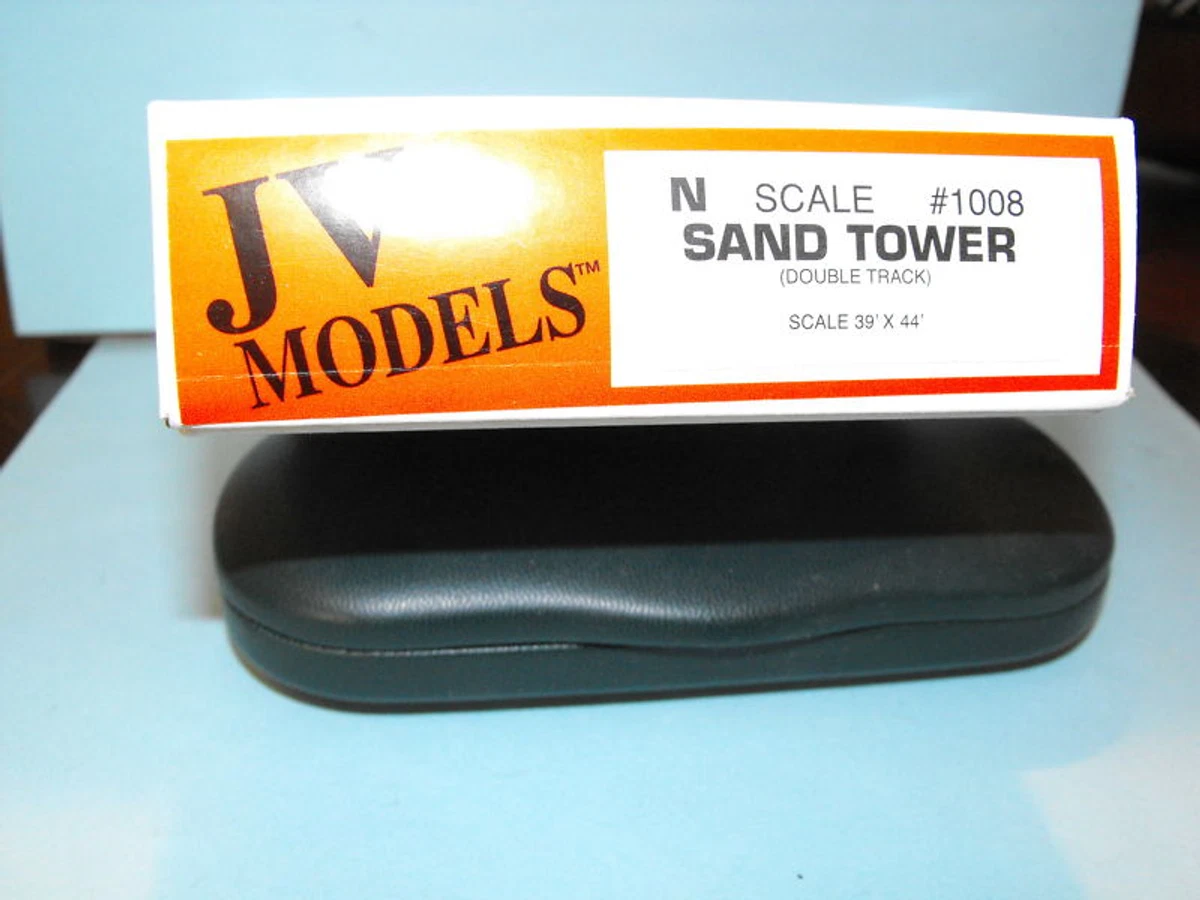 JV
MODELS™
N SCALE #1008
SAND TOWER
(DOUBLE TRACK)
SCALE 39' X 44'